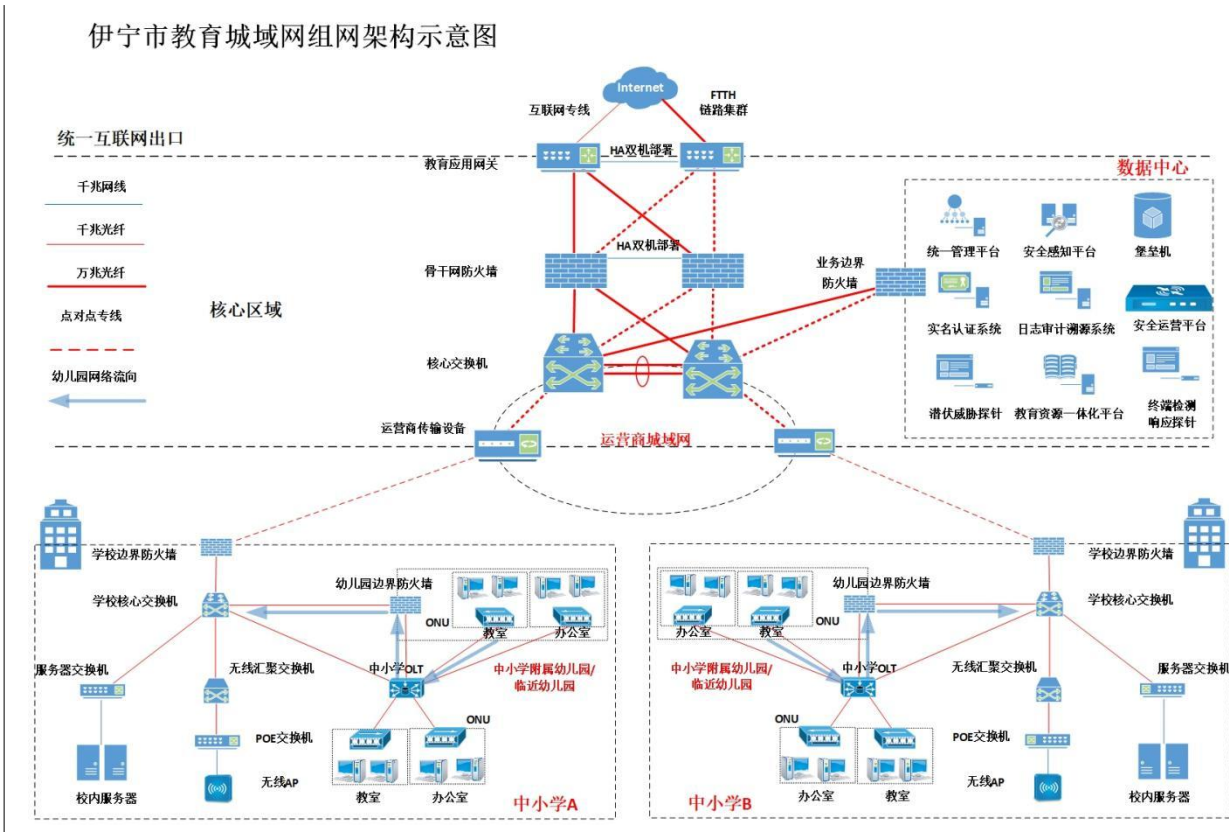 伊宁市教育城域网组网架构示意图
Internet
互联网专线
FTTH
链路集群
统一互联网出口
教育应用网关
HA双机部署
数据中心
千兆网线
千兆光纤
万兆光纤
点对点专线
幼儿园网络流向
核心区域
骨干网防火墙
HA双机部署
业务边界
防火墙
统一管理平台
安全感知平台
堡垒机
实名认证系统
日志审计溯源系统
安全运营平台
潜伏威胁探针
教育资源一体化平台
终端检测
响应探针
核心交换机
运营商传输设备
运营商城域网
学校边界防火墙
幼儿园边界防火墙
学校核心交换机
ONU
教室
办公室
服务器交换机
无线汇聚交换机
中小学OLT
中小学附属幼儿园/
临近幼儿园
POE交换机
ONU
无线AP
校内服务器
教室
办公室
中小学A
学校边界防火墙
幼儿园边界防火墙
学校核心交换机
ONU
办公室
教室
中小学附属幼儿园/
临近幼儿园
中小学OLT
无线汇聚交换机
服务器交换机
ONU
POE交换机
无线AP
校内服务器
办公室
教室
中小学B